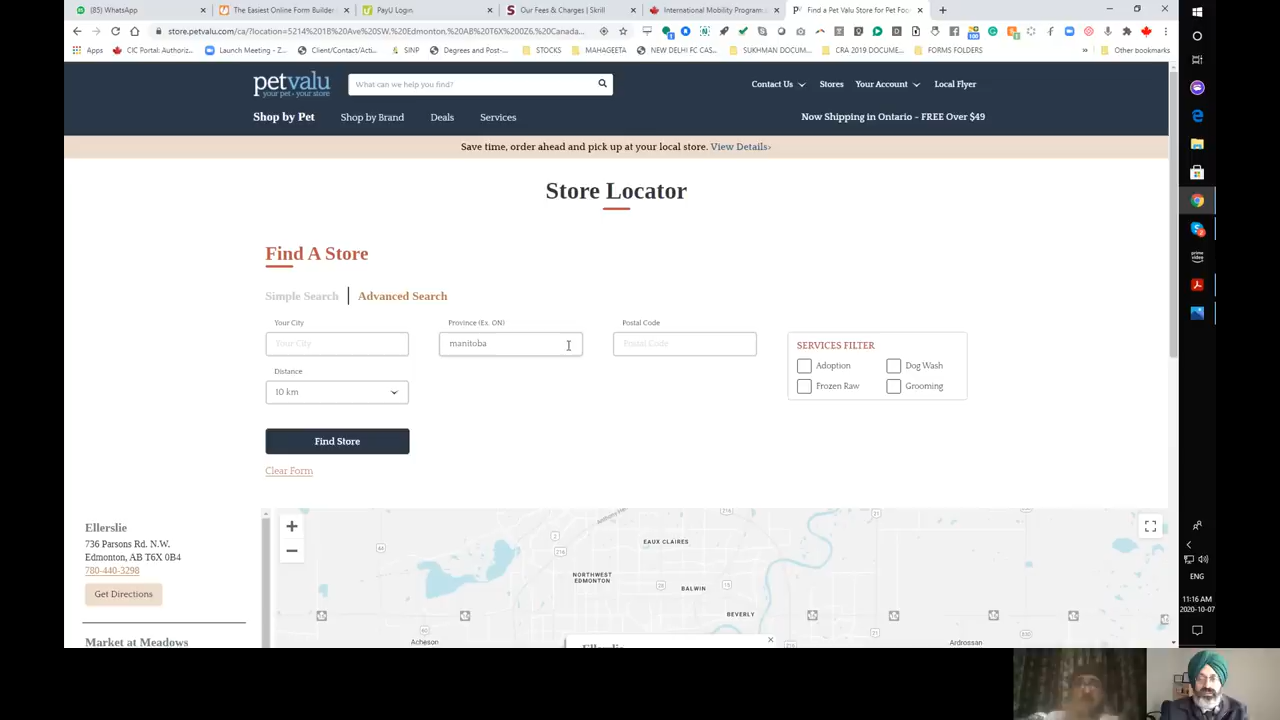 (85) WhatsApp
The Easiest Online Form Builder
PayU Login
Our Fees & Charges | Skrill
International Mobility Program:
Find a Pet Valu Store for Pet Foo
store.petvalu.com/ca/?location=5214%2018%20Ave%20SW,%20Edmonton,%20AB%20T6X%200Z6,%20Canada...
Apps
CIC Portal: Authoriz...
Launch Meeting - Z...
Client/Contact/Acti...
SINP
Degrees and Post-...
STOCKS
MAHAGEETA
NEW DELHI FC CAS...
SUKHMAN DOCUM...
CRA 2019 DOCUME...
FORMS FOLDERS
»
Other bookmarks
petvalu
your pet - your store
What can we help you find?
Contact Us
Stores
Your Account
Local Flyer
Shop by Pet
Shop by Brand
Deals
Services
Now Shipping in Ontario - FREE Over $49
Save time, order ahead and pick up at your local store. View Details›
Store Locator
Find A Store
Simple Search
Advanced Search
Your City
Province (Ex. ON)
Postal Code
Your City
manitoba
Postal Code
SERVICES FILTER
Adoption
Dog Wash
Frozen Raw
Grooming
Distance
10 km
Find Store
Clear Form
Ellerslie
736 Parsons Rd. N.W.
Edmonton, AB T6X 0B4
780-440-3298
Get Directions
Market at Meadows
+
−
EAUX CLAIRES
NORTHWEST
EDMONTON
BALWIN
BEVERLY
Acheson
Ardrossan
Ellerslie
ENG
11:16 AM
2020-10-07